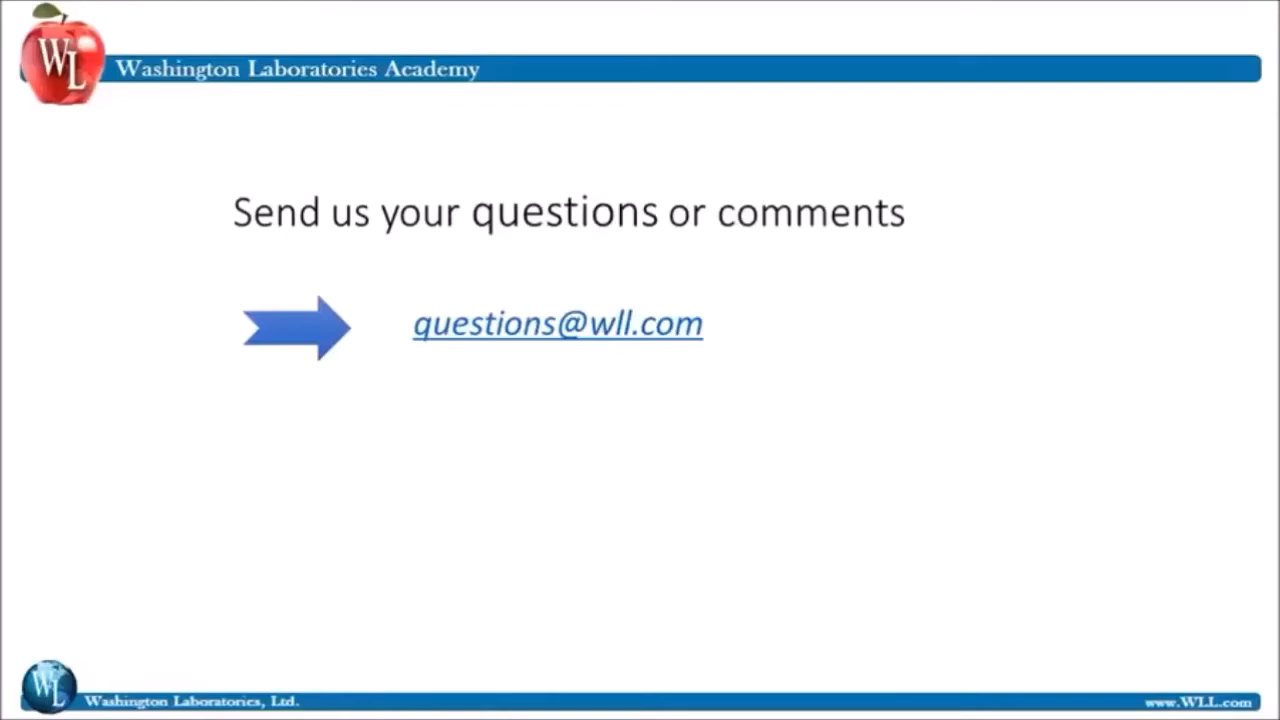 WL
Washington Laboratories Academy
Send us your questions or comments
questions@wll.com
WL
Washington Laboratories, Ltd.
www.WLL.com